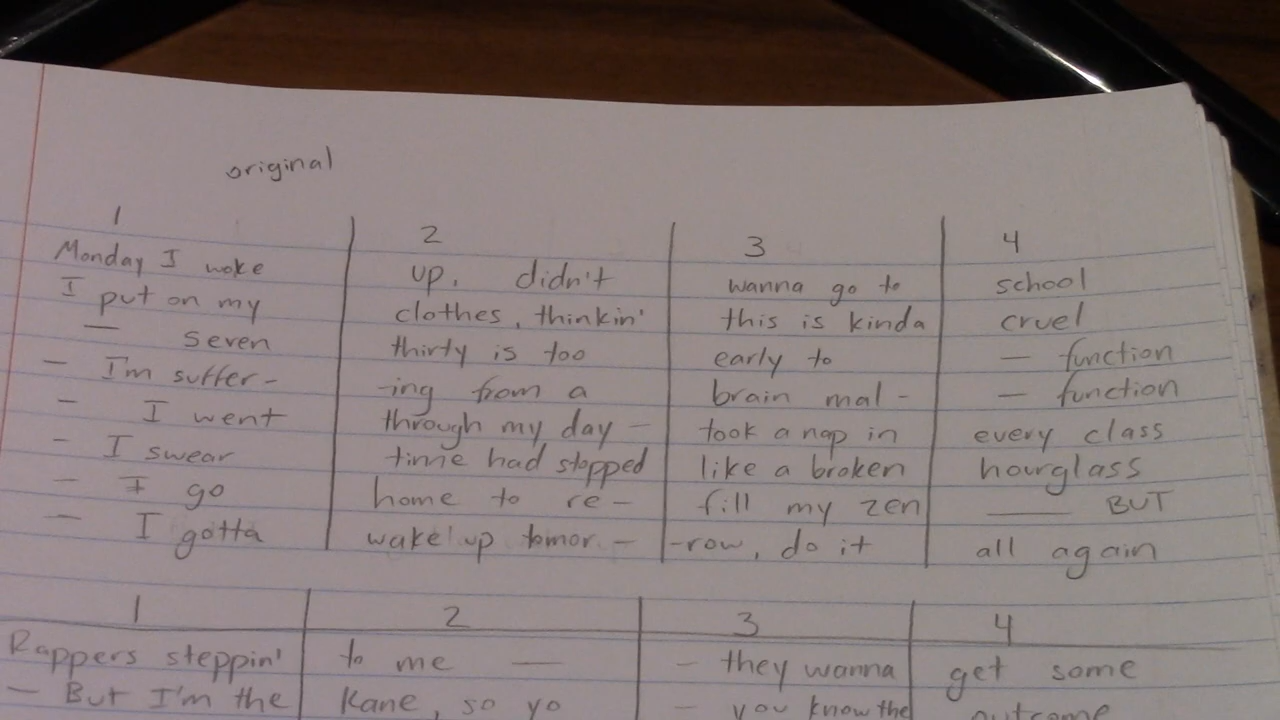 original
1 2 3 4
Monday I woke up, didn't wanna go to school
I put on my clothes, thinkin' this is kinda cruel
— seven thirty is too early to — function
- I'm suffer- -ing from a brain mal- — function
- I went through my day — took a nap in every class
- I swear time had stopped like a broken hourglass
- I go home to re- fill my zen — BUT
- I gotta wake up tomor- -row, do it all again
1 2 3 4
Rappers steppin' to me — - they wanna get some
- But I'm the Kane, so yo - you know the outcome